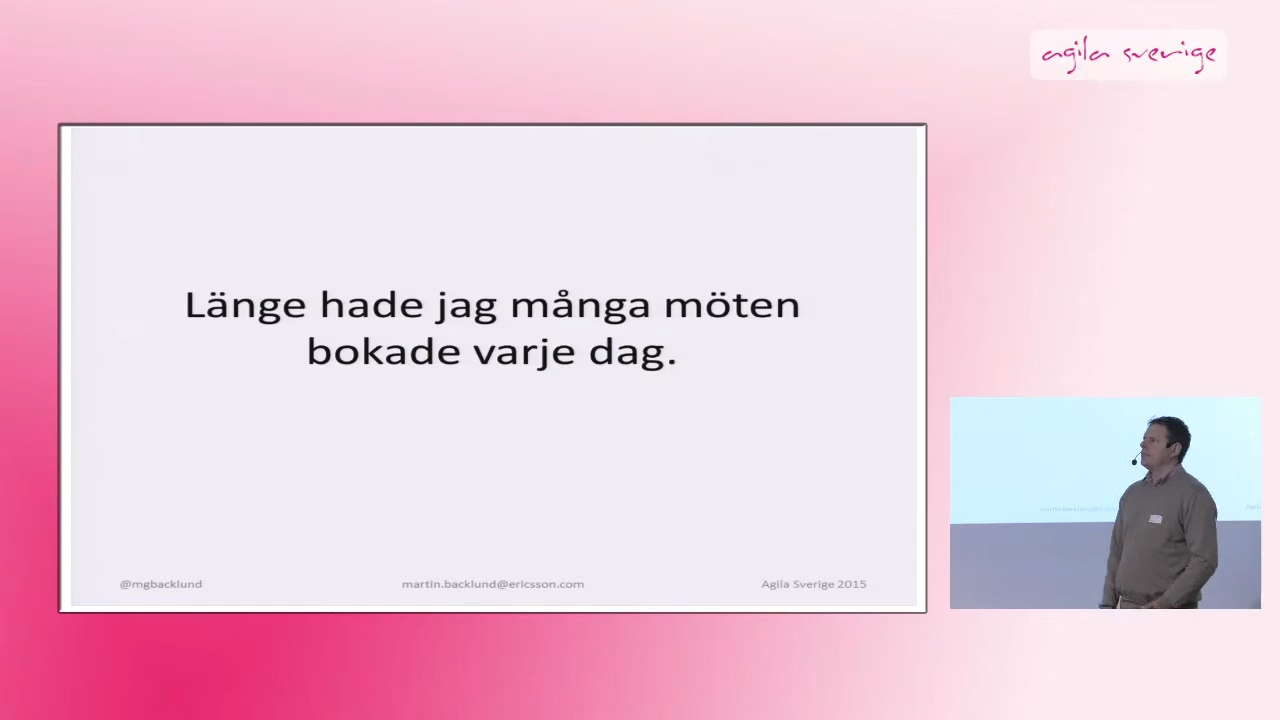 agila sverige
Länge hade jag många möten
bokade varje dag.
@mgbacklund
martin.backlund@ericsson.com
Agila Sverige 2015